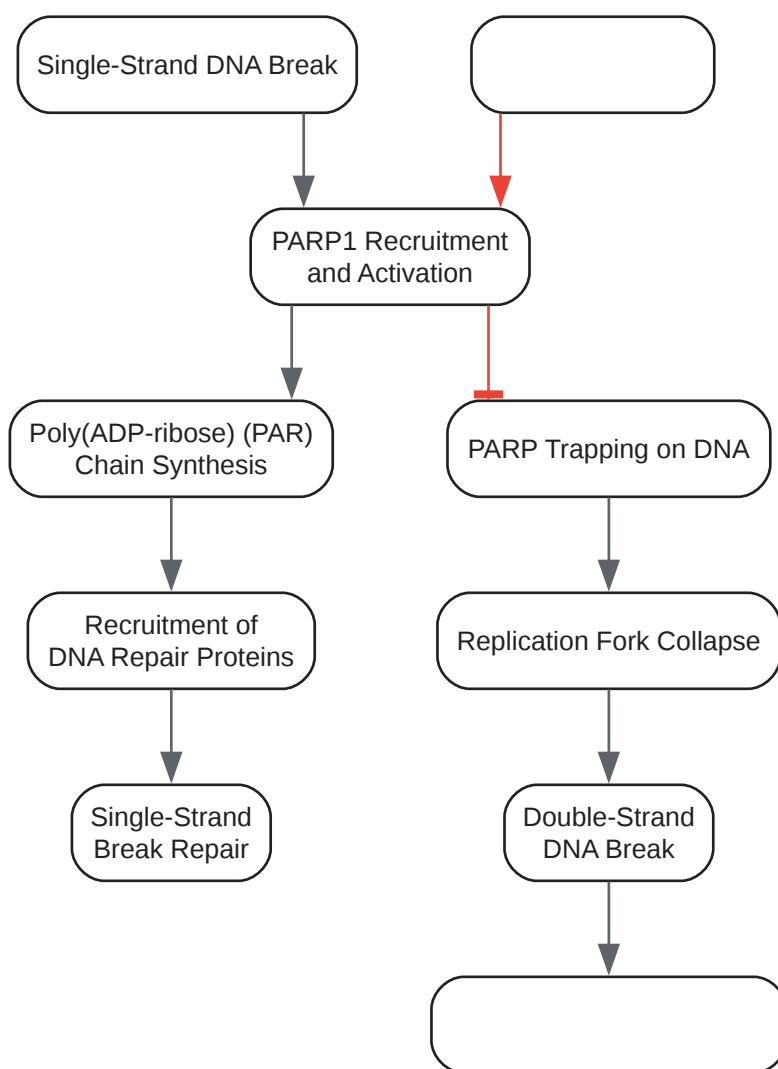 Single-Strand DNA Break
PARP1 Recruitment
and Activation
Poly(ADP-ribose) (PAR)
Chain Synthesis
PARP Trapping on DNA
Recruitment of
DNA Repair Proteins
Replication Fork Collapse
Single-Strand
Break Repair
Double-Strand
DNA Break